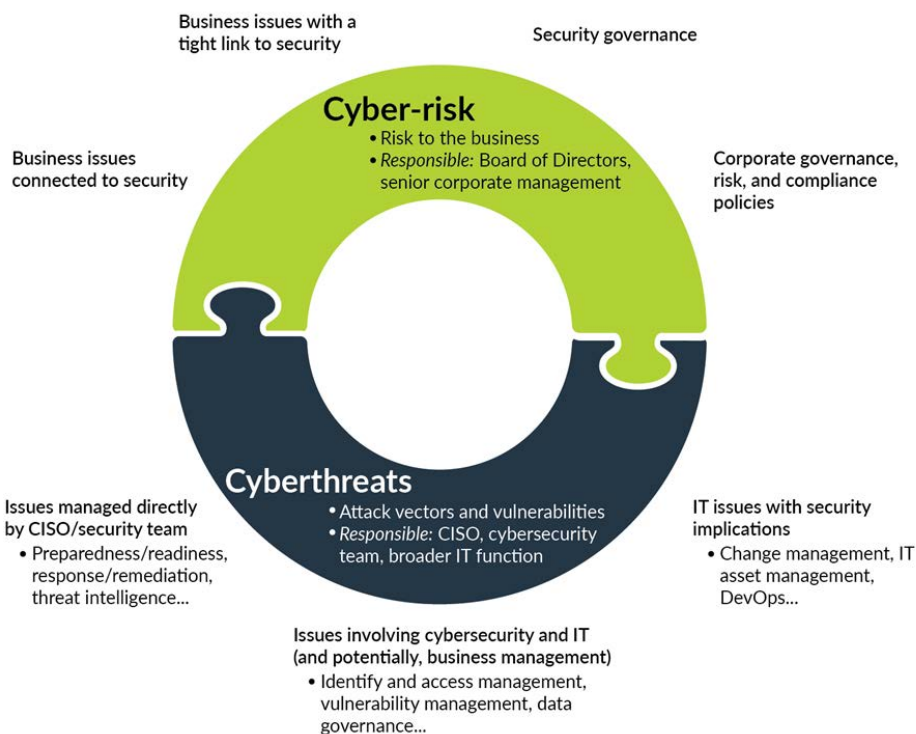 Business issues with a
tight link to security
Security governance
Cyber-risk
• Risk to the business
• Responsible: Board of Directors,
senior corporate management
Business issues
connected to security
Corporate governance,
risk, and compliance
policies
Cyberthreats
• Attack vectors and vulnerabilities
• Responsible: CISO, cybersecurity
team, broader IT function
Issues managed directly
by CISO/security team
• Preparedness/readiness,
response/remediation,
threat intelligence...
IT issues with security
implications
• Change management, IT
asset management,
DevOps...
Issues involving cybersecurity and IT
(and potentially, business management)
• Identify and access management,
vulnerability management, data
governance...